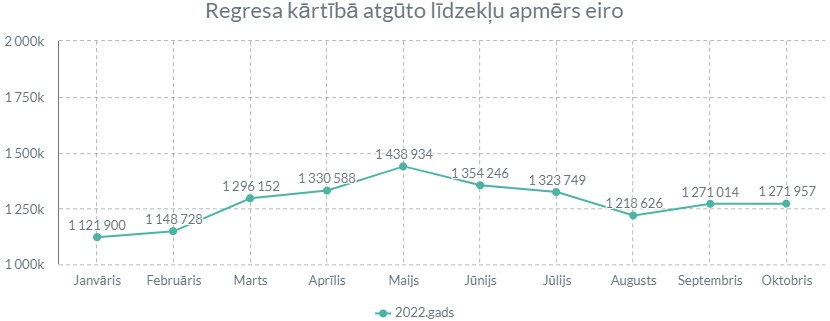 Regresa kārtībā atgūto līdzekļu apmērs eiro
2 000k
1 750k
1 500k
1 250k
1 000k
1 121 900
1 148 728
1 296 152
1 330 588
1 438 934
1 354 246
1 323 749
1 218 626
1 271 014
1 271 957
Janvāris Februāris Marts Aprīlis Maijs Jūnijs Jūlijs Augusts Septembris Oktobris
2022.gads